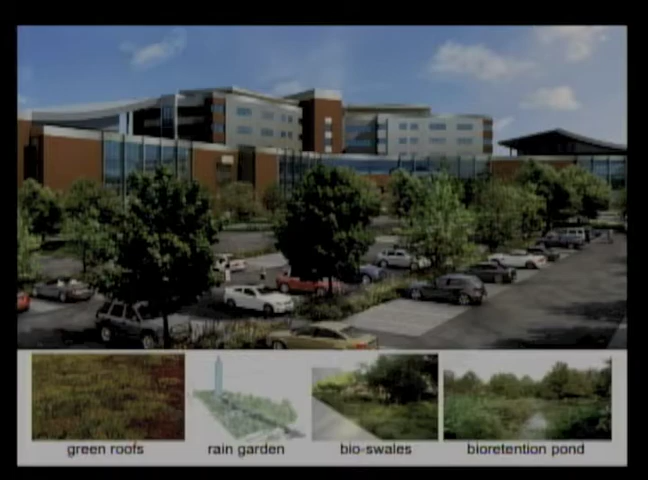 green roofs
rain garden
bio-swales
bioretention pond